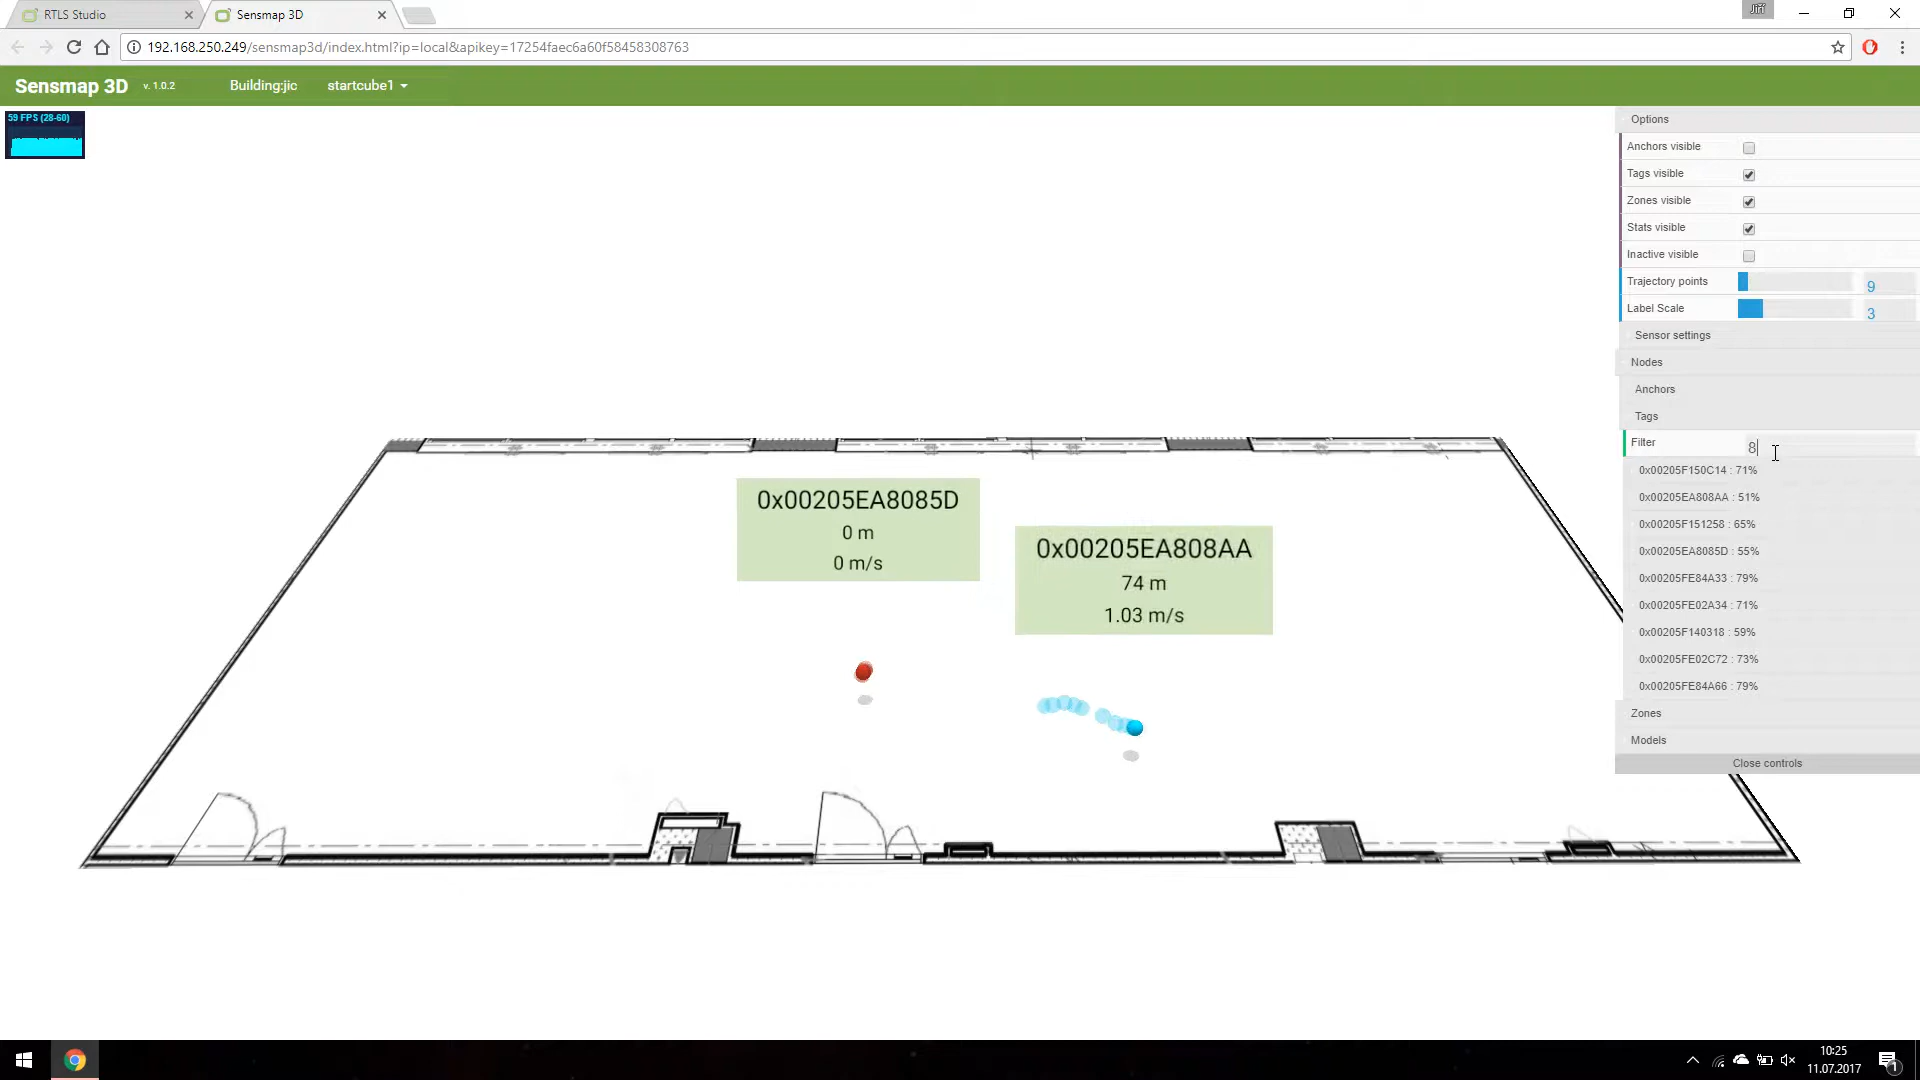 RTLS Studio
Sensmap 3D
Jiří
192.168.250.249/sensmap3d/index.html?ip=local&apikey=17254faec6a60f58458308763
Sensmap 3D v. 1.0.2 Building:jic startcube1
59 FPS (28-60)
Options
Anchors visible
Tags visible
Zones visible
Stats visible
Inactive visible
Trajectory points 9
Label Scale 3
Sensor settings
Nodes
Anchors
Tags
Filter 8
0x00205F150C14 : 71%
0x00205EA808AA : 51%
0x00205F151258 : 65%
0x00205EA8085D : 55%
0x00205FE84A33 : 79%
0x00205FE02A34 : 71%
0x00205F140318 : 59%
0x00205FE02C72 : 73%
0x00205FE84A66 : 79%
Zones
Models
Close controls
0x00205EA8085D
0 m
0 m/s
0x00205EA808AA
74 m
1.03 m/s
10:25
11.07.2017
1